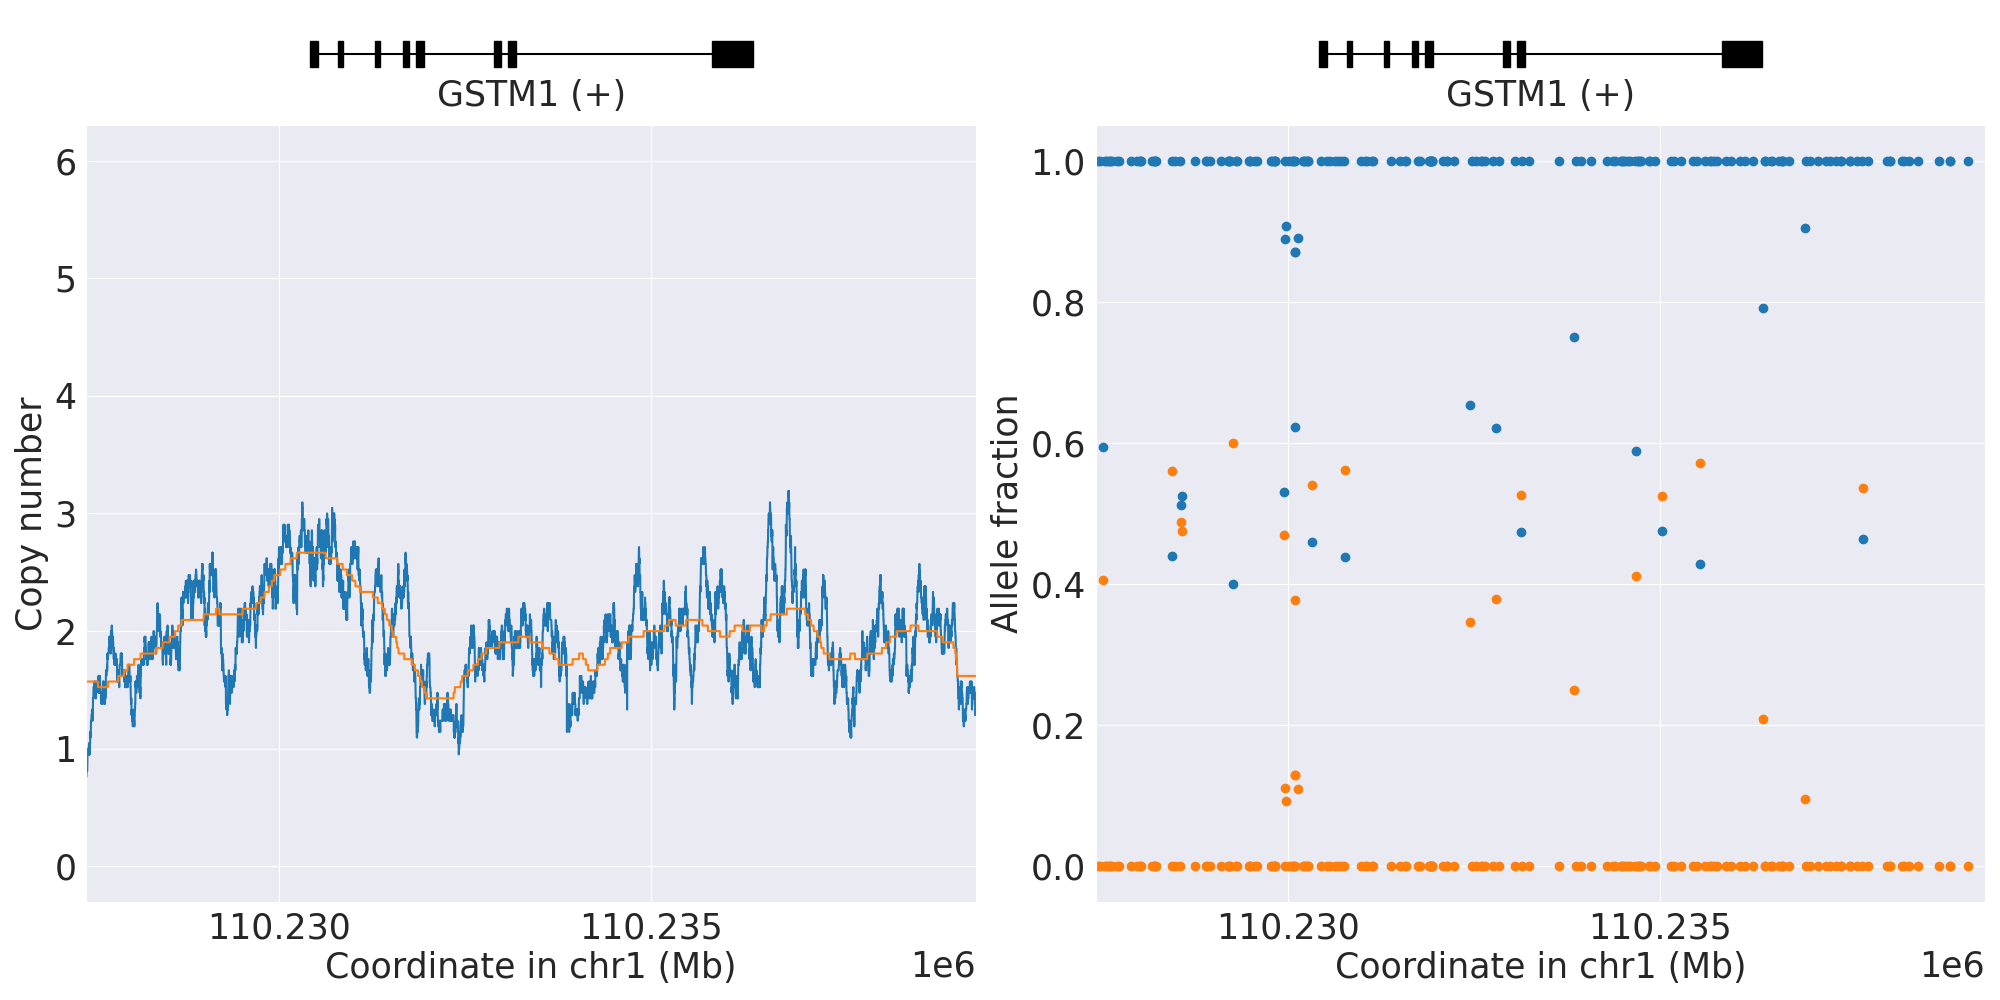 GSTM1 (+)
6
5
4
3
2
1
0
Copy number
110.230
110.235
Coordinate in chr1 (Mb)
1e6
GSTM1 (+)
1.0
0.8
0.6
0.4
0.2
0.0
Allele fraction
110.230
110.235
Coordinate in chr1 (Mb)
1e6